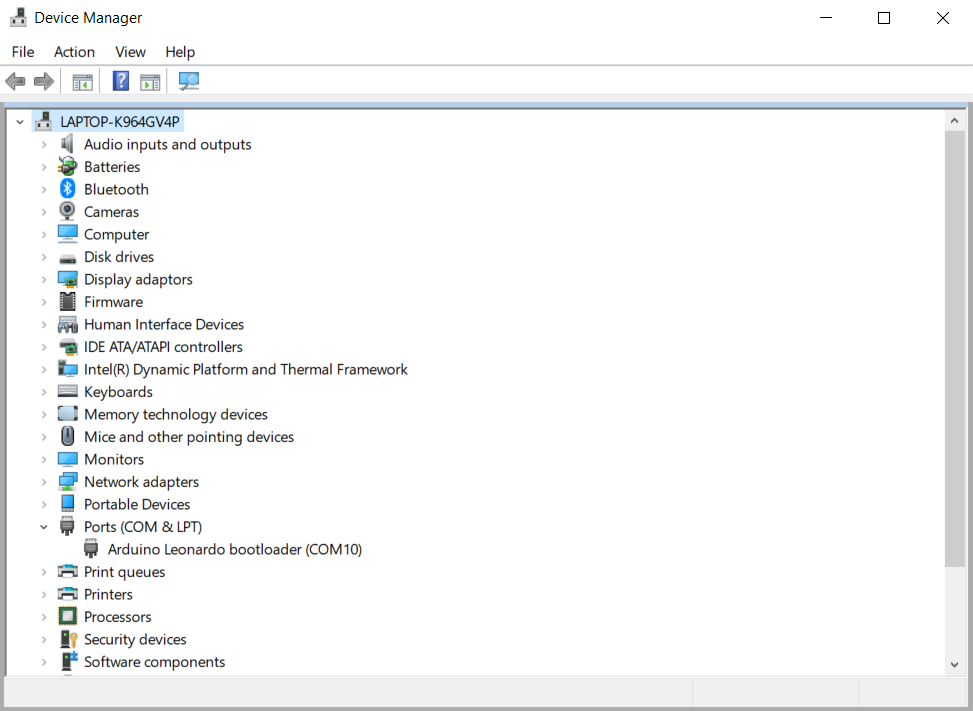 Device Manager
File Action View Help
LAPTOP-K964GV4P
Audio inputs and outputs
Batteries
Bluetooth
Cameras
Computer
Disk drives
Display adaptors
Firmware
Human Interface Devices
IDE ATA/ATAPI controllers
Intel(R) Dynamic Platform and Thermal Framework
Keyboards
Memory technology devices
Mice and other pointing devices
Monitors
Network adapters
Portable Devices
Ports (COM & LPT)
Arduino Leonardo bootloader (COM10)
Print queues
Printers
Processors
Security devices
Software components